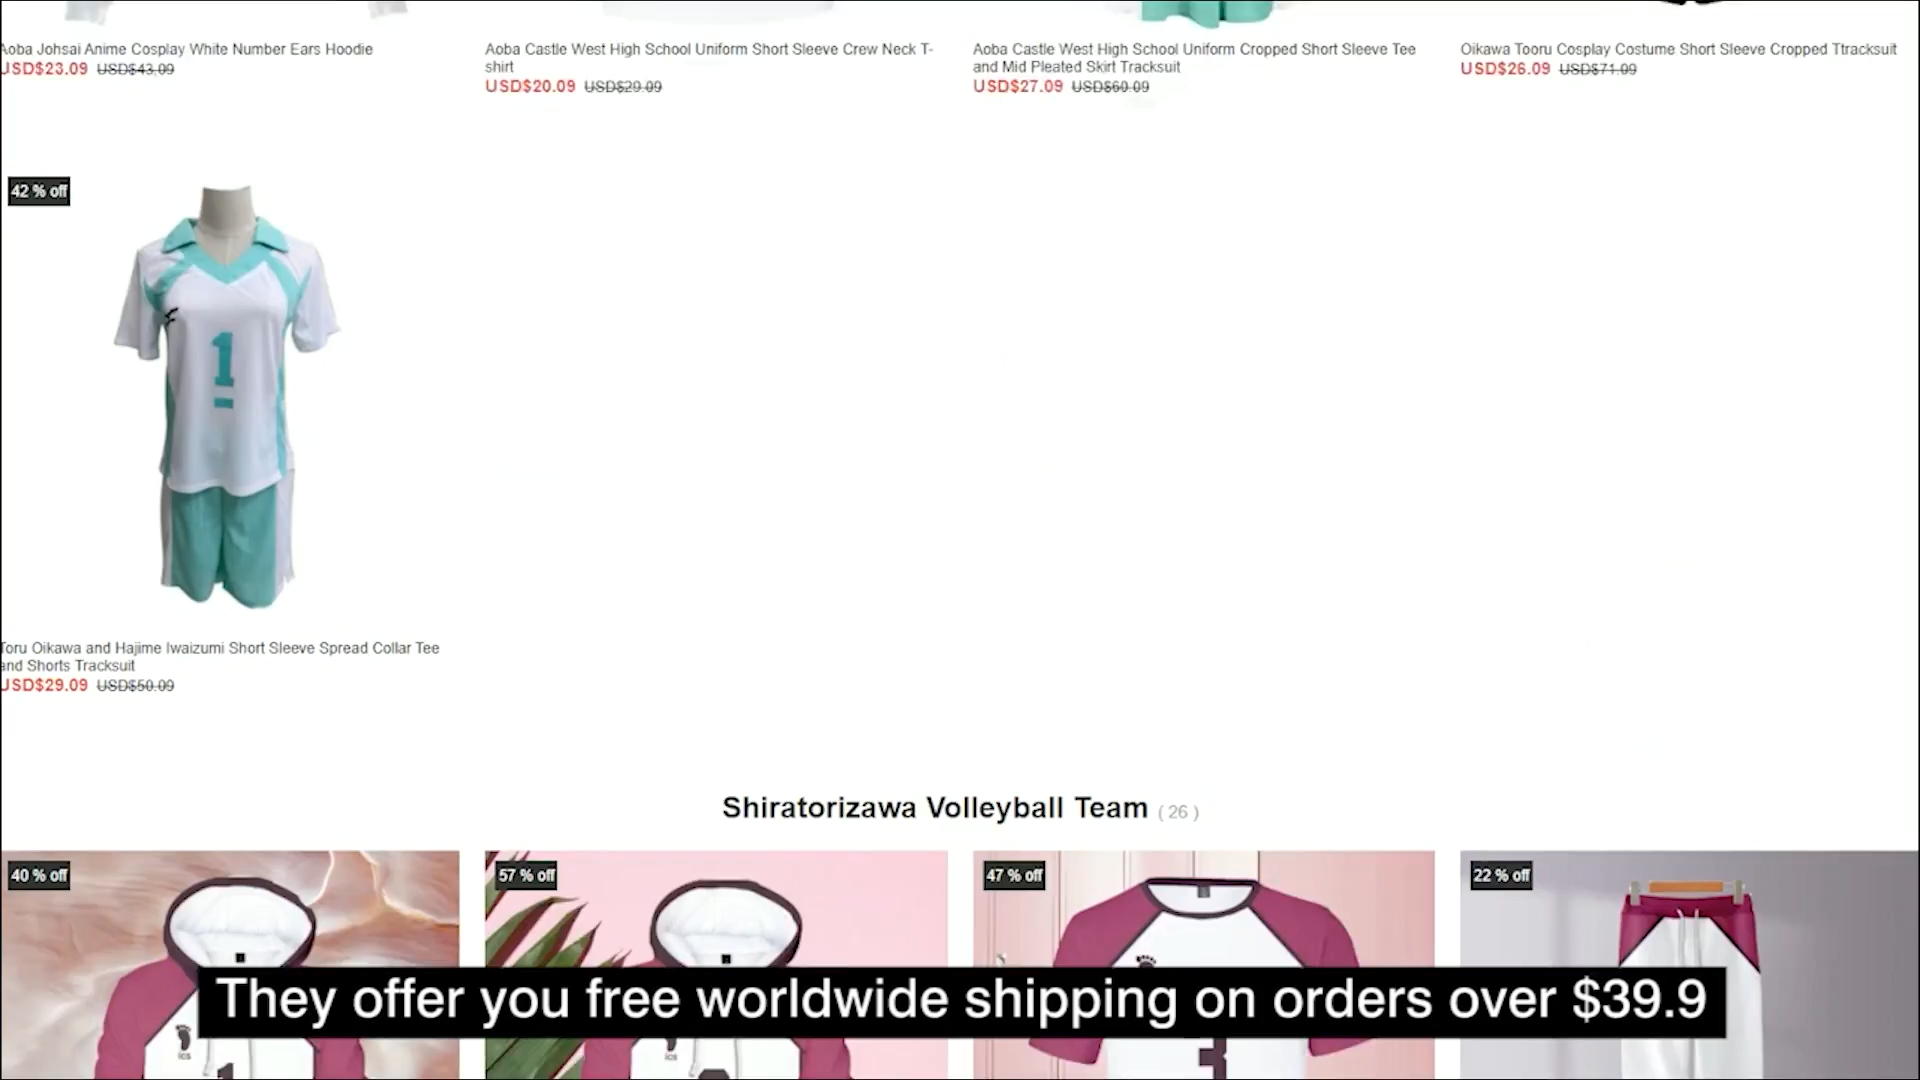 Aoba Johsai Anime Cosplay White Number Ears Hoodie
USD$23.09 USD$43.09
Aoba Castle West High School Uniform Short Sleeve Crew Neck T-
shirt
USD$20.09 USD$29.09
Aoba Castle West High School Uniform Cropped Short Sleeve Tee
and Mid Pleated Skirt Tracksuit
USD$27.09 USD$60.09
Oikawa Tooru Cosplay Costume Short Sleeve Cropped Ttracksuit
USD$26.09 USD$71.09
42 % off
1
Toru Oikawa and Hajime Iwaizumi Short Sleeve Spread Collar Tee
and Shorts Tracksuit
USD$29.09 USD$50.09
Shiratorizawa Volleyball Team ( 26 )
40 % off
57 % off
47 % off
22 % off
They offer you free worldwide shipping on orders over $39.9
ics
1